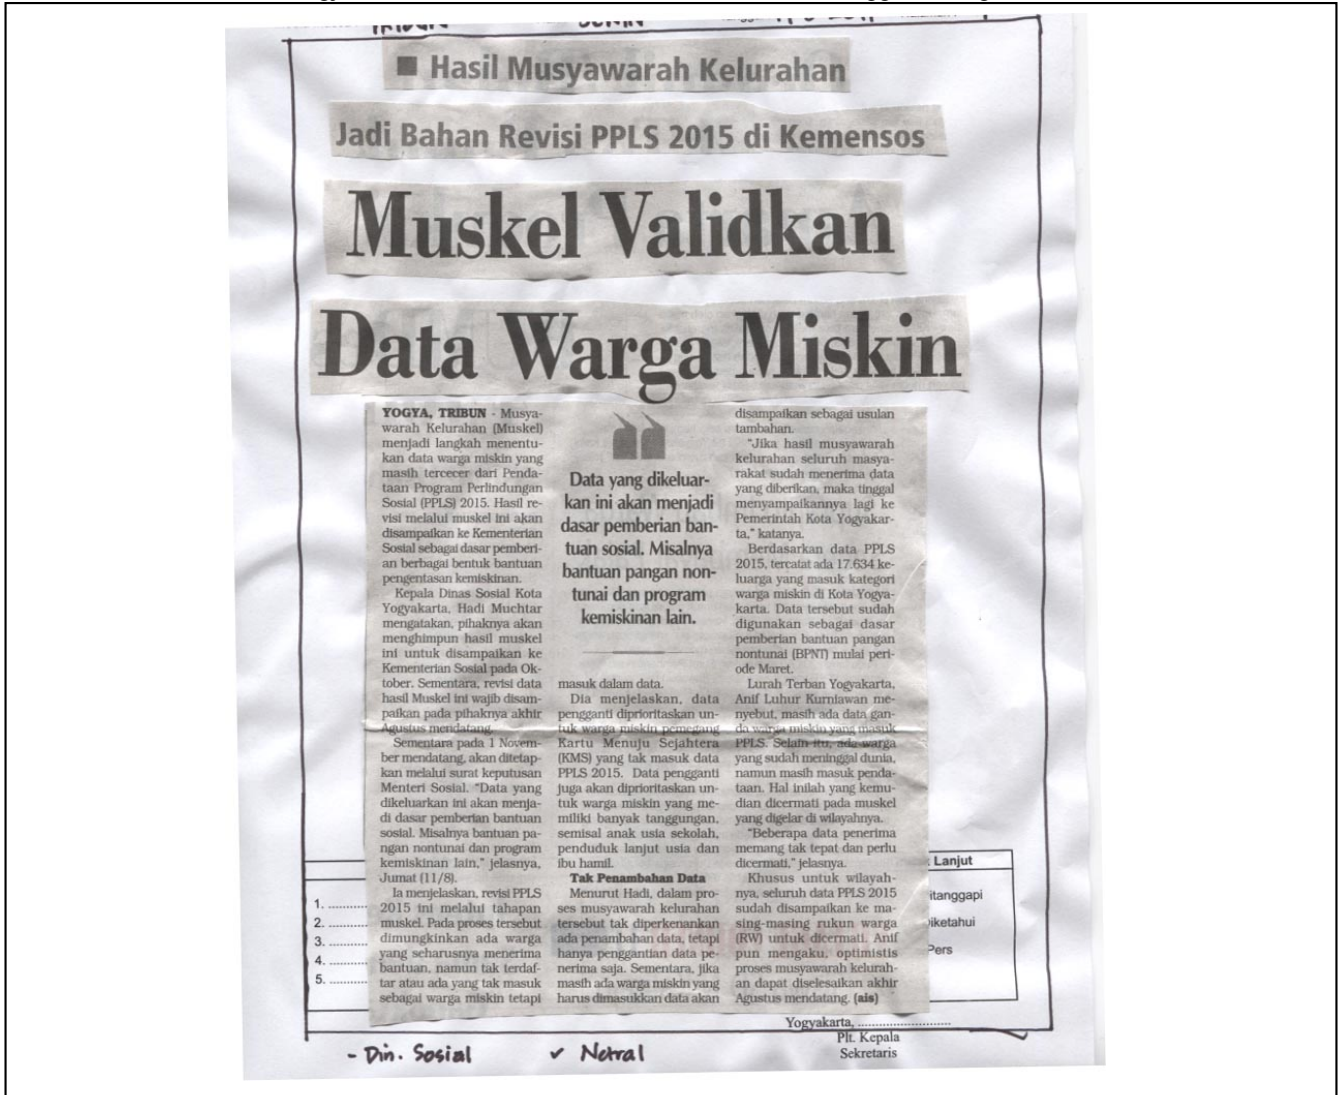 ■ Hasil Musyawarah Kelurahan
Jadi Bahan Revisi PPLS 2015 di Kemensos
Muskel Validkan
Data Warga Miskin
YOGYA, TRIBUN - Musya-
warah Kelurahan (Muskel)
menjadi langkah menentu-
kan data warga miskin yang
masih tercecer dari Penda-
taan Program Perlindungan
Sosial (PPLS) 2015. Hasil re-
visi melalui muskel ini akan
disampaikan ke Kementerian
Sosial sebagai dasar pemberi-
an berbagai bentuk bantuan
pengentasan kemiskinan.
Kepala Dinas Sosial Kota
Yogyakarta, Hadi Muchtar
mengatakan, pihaknya akan
menghimpun hasil muskel
ini untuk disampaikan ke
Kementerian Sosial pada Ok-
tober. Sementara, revisi data
hasil Muskel ini wajib disam-
paikan pada pihaknya akhir
Agustus mendatang.
Sementara pada 1 Novem-
ber mendatang, akan ditetap-
kan melalui surat keputusan
Menteri Sosial. "Data yang
dikeluarkan ini akan menja-
di dasar pemberian bantuan
sosial. Misalnya bantuan pa-
ngan nontunai dan program
kemiskinan lain," jelasnya,
Jumat (11/8).
Ia menjelaskan, revisi PPLS
2015 ini melalui tahapan
muskel. Pada proses tersebut
dimungkinkan ada warga
yang seharusnya menerima
bantuan, namun tak terdaf-
tar atau ada yang tak masuk
sebagai warga miskin tetapi
"
Data yang dikeluar-
kan ini akan menjadi
dasar pemberian ban-
tuan sosial. Misalnya
bantuan pangan non-
tunai dan program
kemiskinan lain.
masuk dalam data.
Dia menjelaskan, data
pengganti diprioritaskan un-
tuk warga miskin pemegang
Kartu Menuju Sejahtera
(KMS) yang tak masuk data
PPLS 2015. Data pengganti
juga akan diprioritaskan un-
tuk warga miskin yang me-
miliki banyak tanggungan,
semisal anak usia sekolah,
penduduk lanjut usia dan
ibu hamil.
Tak Penambahan Data
Menurut Hadi, dalam pro-
ses musyawarah kelurahan
tersebut tak diperkenankan
ada penambahan data, tetapi
hanya penggantian data pe-
nerima saja. Sementara, jika
masih ada warga miskin yang
harus dimasukkan data akan
disampaikan sebagai usulan
tambahan.
"Jika hasil musyawarah
kelurahan seluruh masya-
rakat sudah menerima data
yang diberikan, maka tinggal
menyampaikannya lagi ke
Pemerintah Kota Yogyakar-
ta," katanya.
Berdasarkan data PPLS
2015, tercatat ada 17.634 ke-
luarga yang masuk kategori
warga miskin di Kota Yogya-
karta. Data tersebut sudah
digunakan sebagai dasar
pemberian bantuan pangan
nontunai (BPNT) mulai peri-
ode Maret.
Lurah Terban Yogyakarta,
Anif Luhur Kurniawan me-
nyebut, masih ada data gan-
da warga miskin yang masuk
PPLS. Selain itu, ada warga
yang sudah meninggal dunia,
namun masih masuk penda-
taan. Hal inilah yang kemu-
dian dicermati pada muskel
yang digelar di wilayahnya.
"Beberapa data penerima
memang tak tepat dan perlu
dicermati," jelasnya.
Khusus untuk wilayah-
nya, seluruh data PPLS 2015
sudah disampaikan ke ma-
sing-masing rukun warga
(RW) untuk dicermati. Anif
pun mengaku, optimistis
proses musyawarah kelurah-
an dapat diselesaikan akhir
Agustus mendatang. (ais)
1. ..........
2. ..........
3. ..........
4. ..........
5. ..........
Lanjut
itanggapi
iketahui
Pers
Yogyakarta, ..............................
Plt. Kepala
Sekretaris
- Din. Sosial ✓ Netral